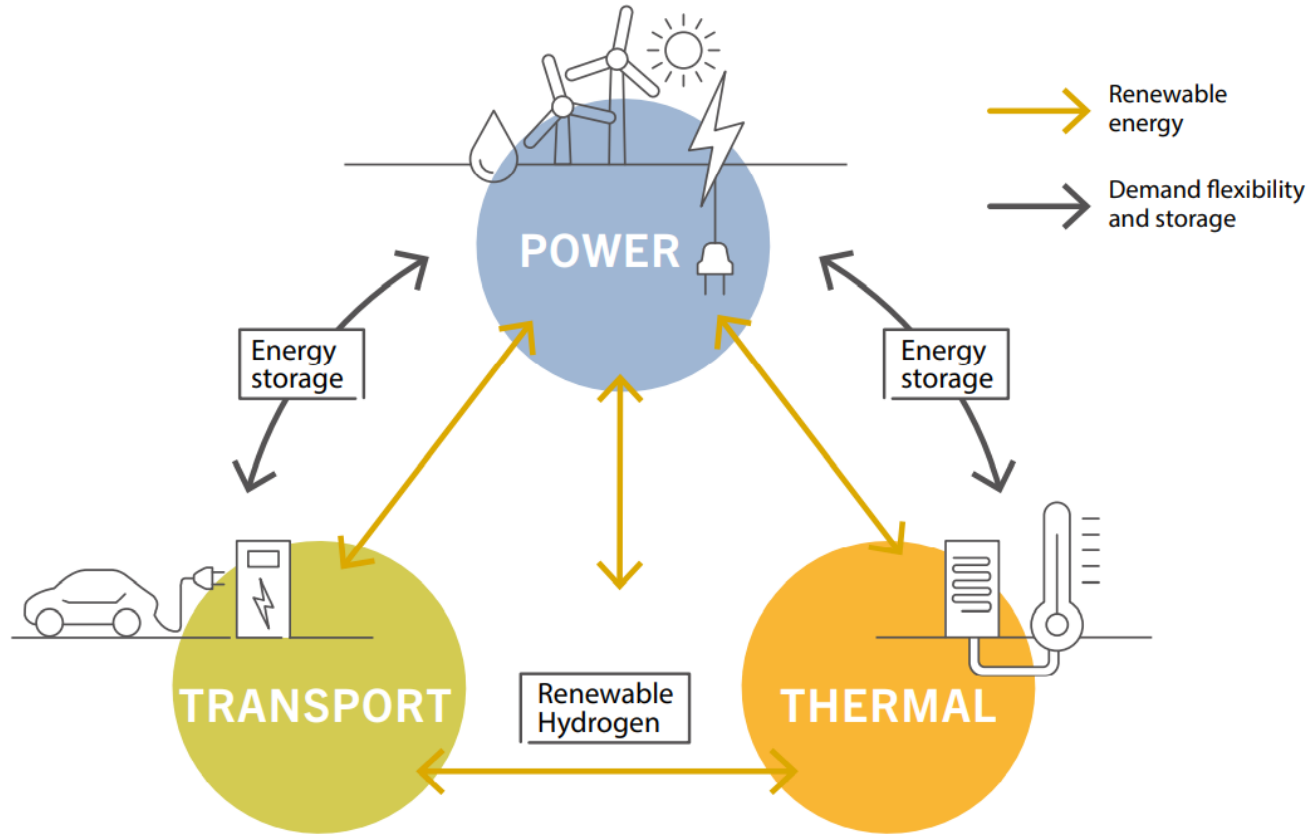 Renewable
energy
Demand flexibility
and storage
POWER
Energy
storage
Energy
storage
TRANSPORT
Renewable
Hydrogen
THERMAL